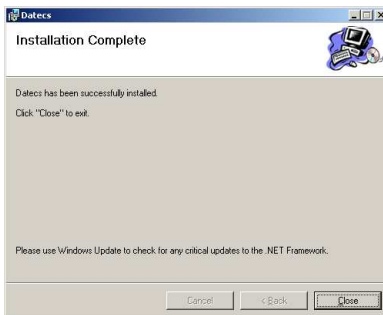 Datecs
Installation Complete
Datecs has been successfully installed.
Click "Close" to exit.
Please use Windows Update to check for any critical updates to the .NET Framework.
Cancel
< Back
Close